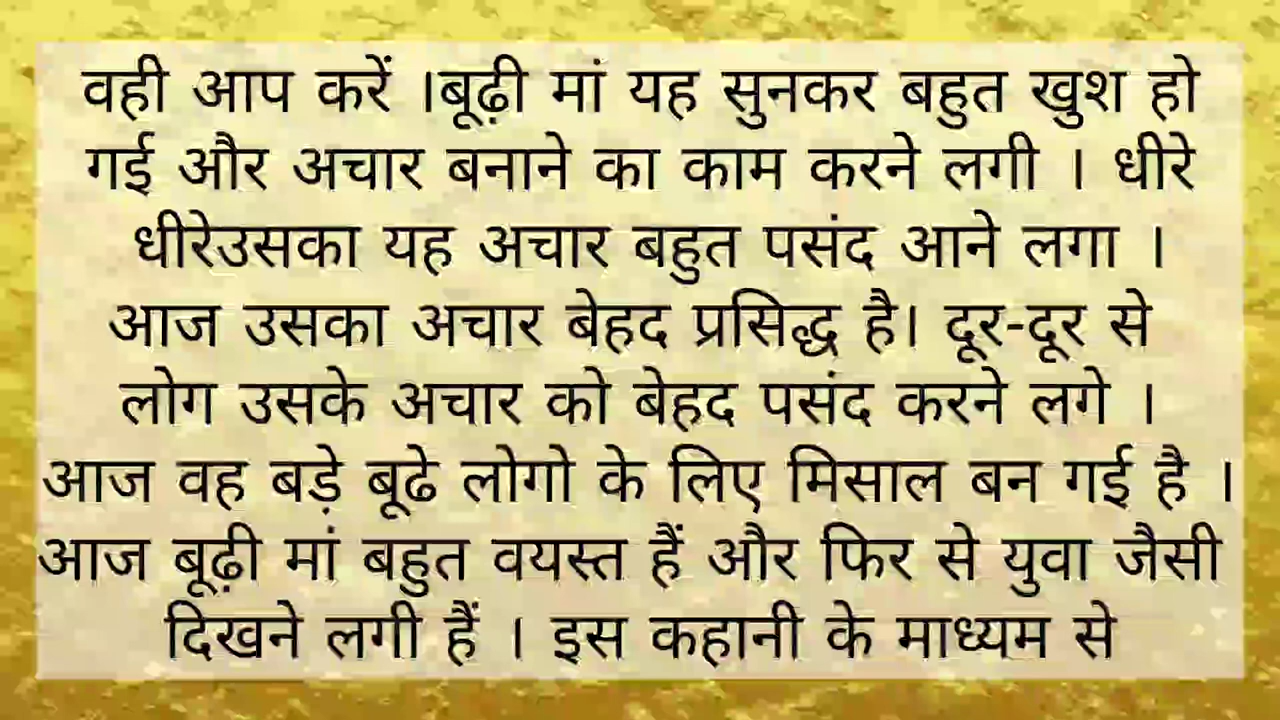 वही आप करें ।बूढ़ी मां यह सुनकर बहुत खुश हो
गई और अचार बनाने का काम करने लगी । धीरे
धीरेउसका यह अचार बहुत पसंद आने लगा ।
आज उसका अचार बेहद प्रसिद्ध है। दूर-दूर से
लोग उसके अचार को बेहद पसंद करने लगे ।
आज वह बड़े बूढे लोगो के लिए मिसाल बन गई है ।
आज बूढ़ी मां बहुत वयस्त हैं और फिर से युवा जैसी
दिखने लगी हैं । इस कहानी के माध्यम से